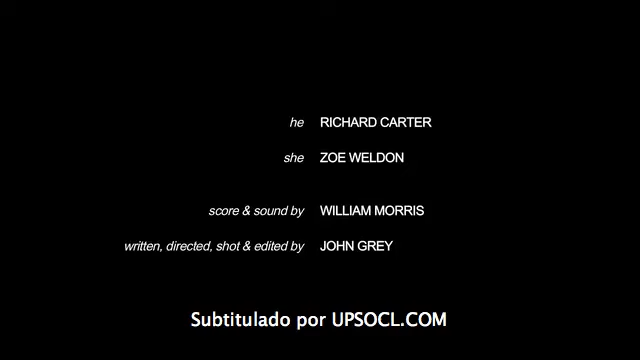 he RICHARD CARTER
she ZOE WELDON
score & sound by WILLIAM MORRIS
written, directed, shot & edited by JOHN GREY
Subtitulado por UPSOCL.COM